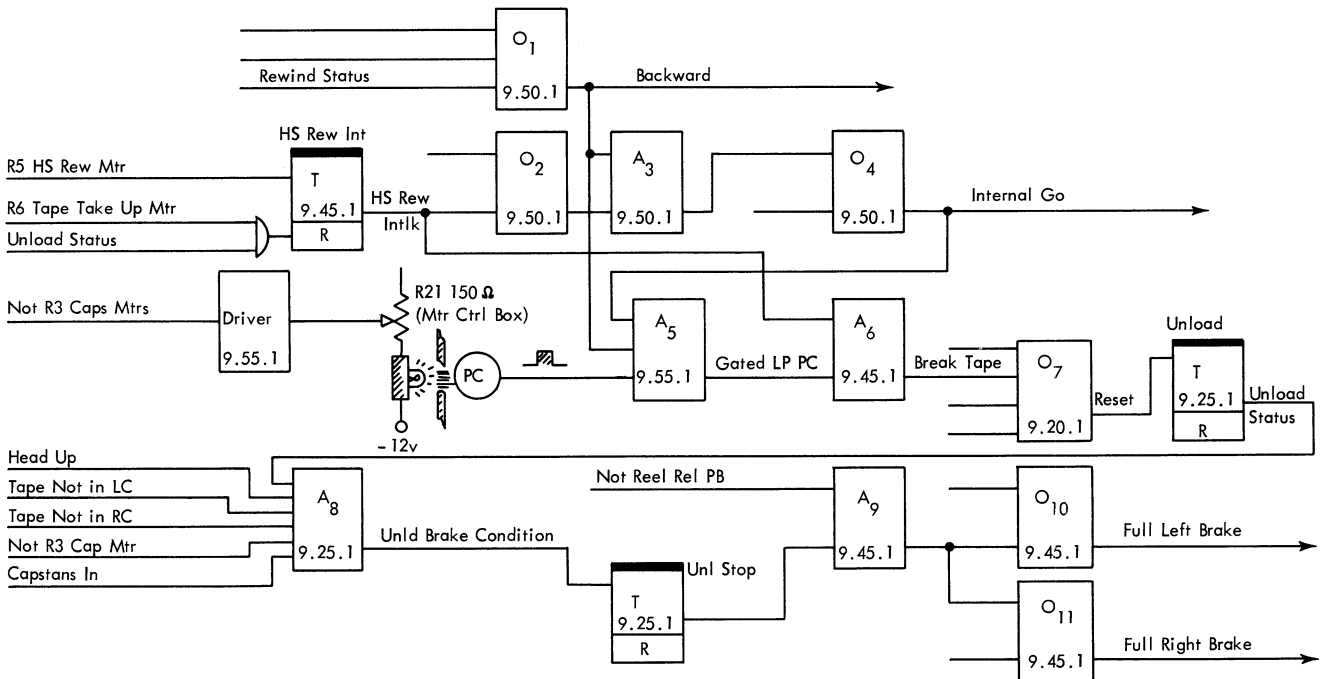 O1
9.50.1
Rewind Status
Backward
HS Rew Int
R5 HS Rew Mtr
T
9.45.1
R
R6 Tape Take Up Mtr
Unload Status
HS Rew
Intlk
O2
9.50.1
A3
9.50.1
O4
9.50.1
Internal Go
Not R3 Caps Mtrs
Driver
9.55.1
R21 150 Ω
(Mtr Ctrl Box)
PC
-12v
A5
9.55.1
Gated LP PC
A6
9.45.1
Break Tape
O7
9.20.1
Reset
Unload
T
9.25.1
R
Unload
Status
Head Up
Tape Not in LC
Tape Not in RC
Not R3 Cap Mtr
Capstans In
A8
9.25.1
Unld Brake Condition
Unl Stop
T
9.25.1
R
Not Reel Rel PB
A9
9.45.1
O10
9.45.1
Full Left Brake
O11
9.45.1
Full Right Brake